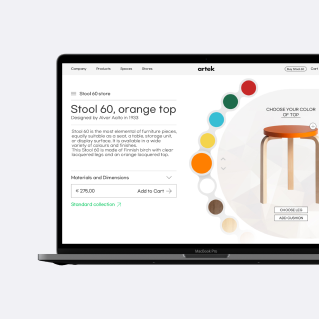 Company Products Spaces Stores artek Buy Stool 60 Cart
Stool 60 store
Stool 60, orange top
Designed by Alvar Aalto in 1933
Stool 60 is the most elemental of furniture pieces,
equally suitable as a seat, a table, storage unit,
or display surface. It is available in a wide
variety of colours and finishes.
This Stool 60 is made of Finnish birch with clear
lacquered legs and an orange lacquered top.
Materials and Dimensions
€ 275,00 Add to Cart
Standard collection
CHOOSE YOUR COLOR
OF TOP
CHOOSE LEG
ADD CUSHION
MacBook Pro